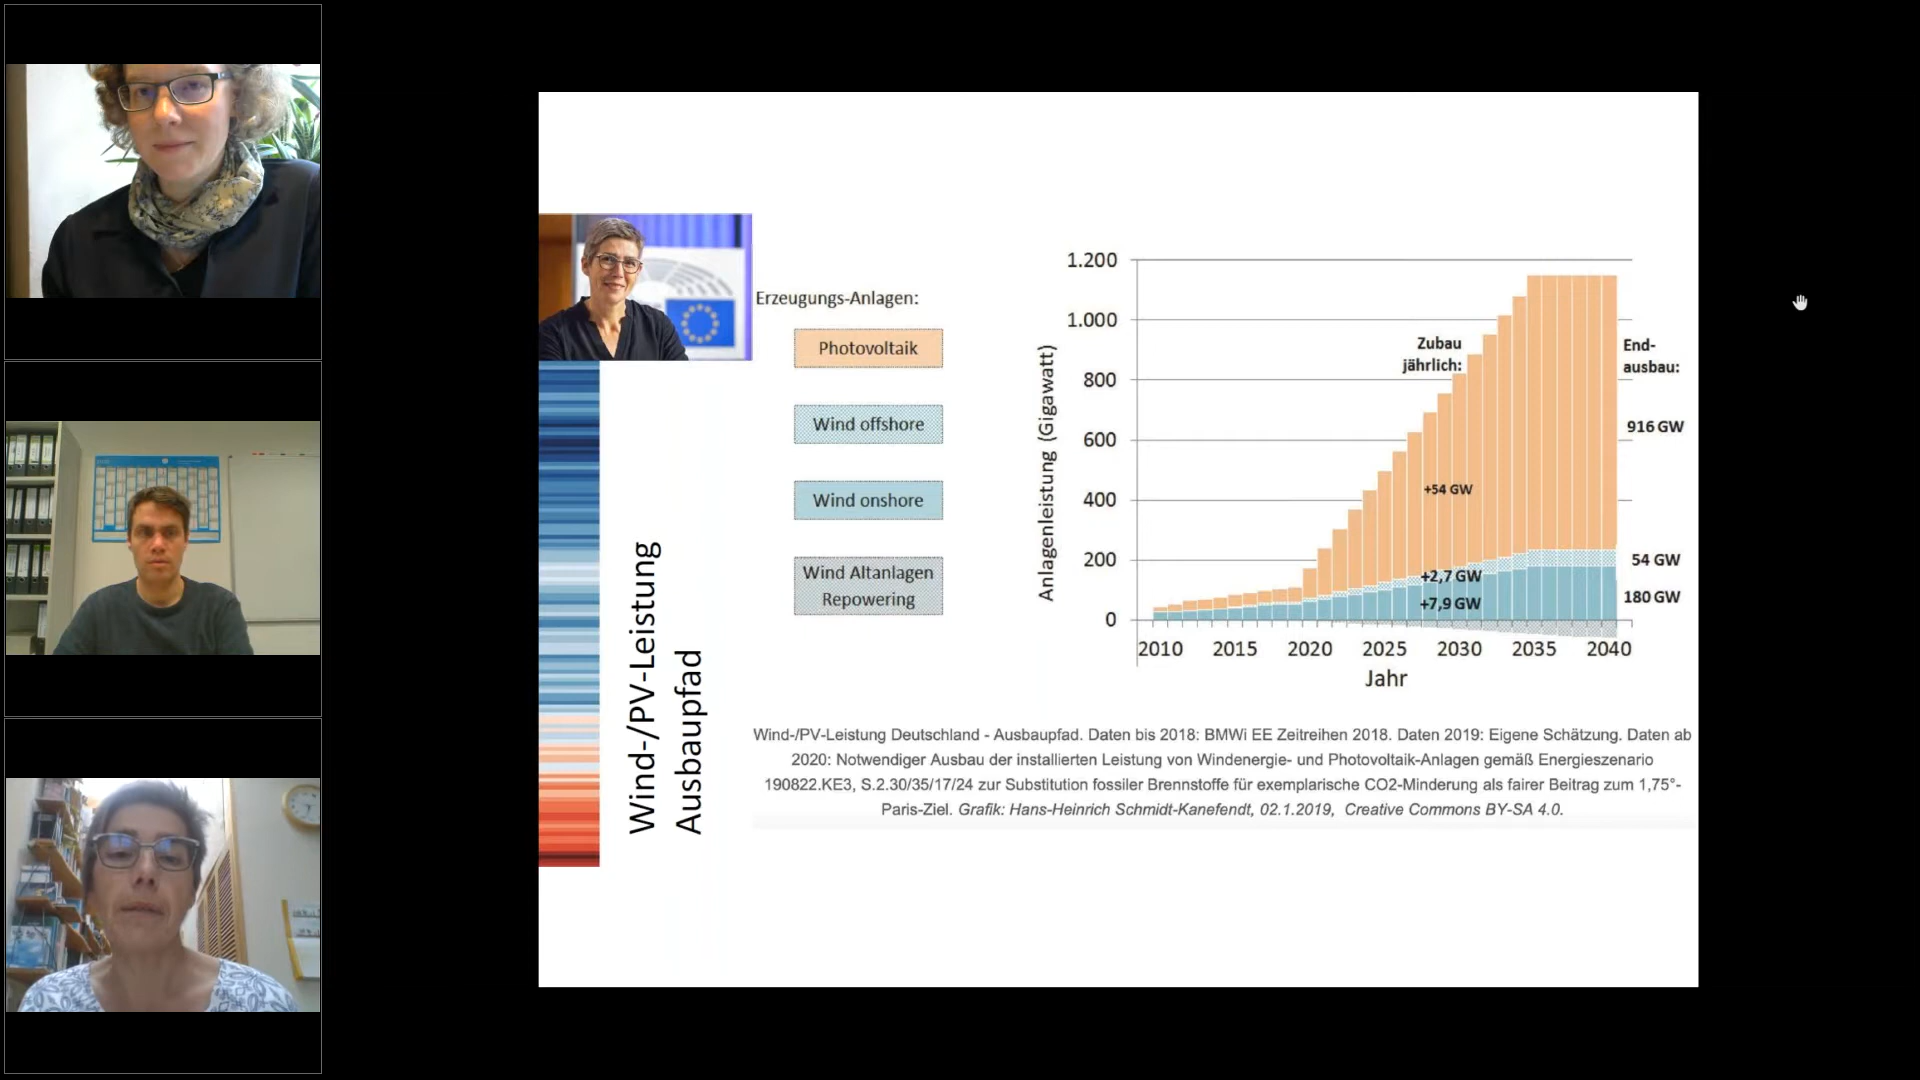 Erzeugungs-Anlagen:
Photovoltaik
Wind offshore
Wind onshore
Wind Altanlagen
Repowering
Wind-/PV-Leistung
Ausbaupfad
Anlagenleistung (Gigawatt)
1.200
1.000
800
600
400
200
0
Zubau
jährlich:
+54 GW
+2,7 GW
+7,9 GW
End-
ausbau:
916 GW
54 GW
180 GW
2010 2015 2020 2025 2030 2035 2040
Jahr
Wind-/PV-Leistung Deutschland - Ausbaupfad. Daten bis 2018: BMWi EE Zeitreihen 2018. Daten 2019: Eigene Schätzung. Daten ab
2020: Notwendiger Ausbau der installierten Leistung von Windenergie- und Photovoltaik-Anlagen gemäß Energieszenario
190822.KE3, S.2.30/35/17/24 zur Substitution fossiler Brennstoffe für exemplarische CO2-Minderung als fairer Beitrag zum 1,75°-
Paris-Ziel. Grafik: Hans-Heinrich Schmidt-Kanefendt, 02.1.2019, Creative Commons BY-SA 4.0.